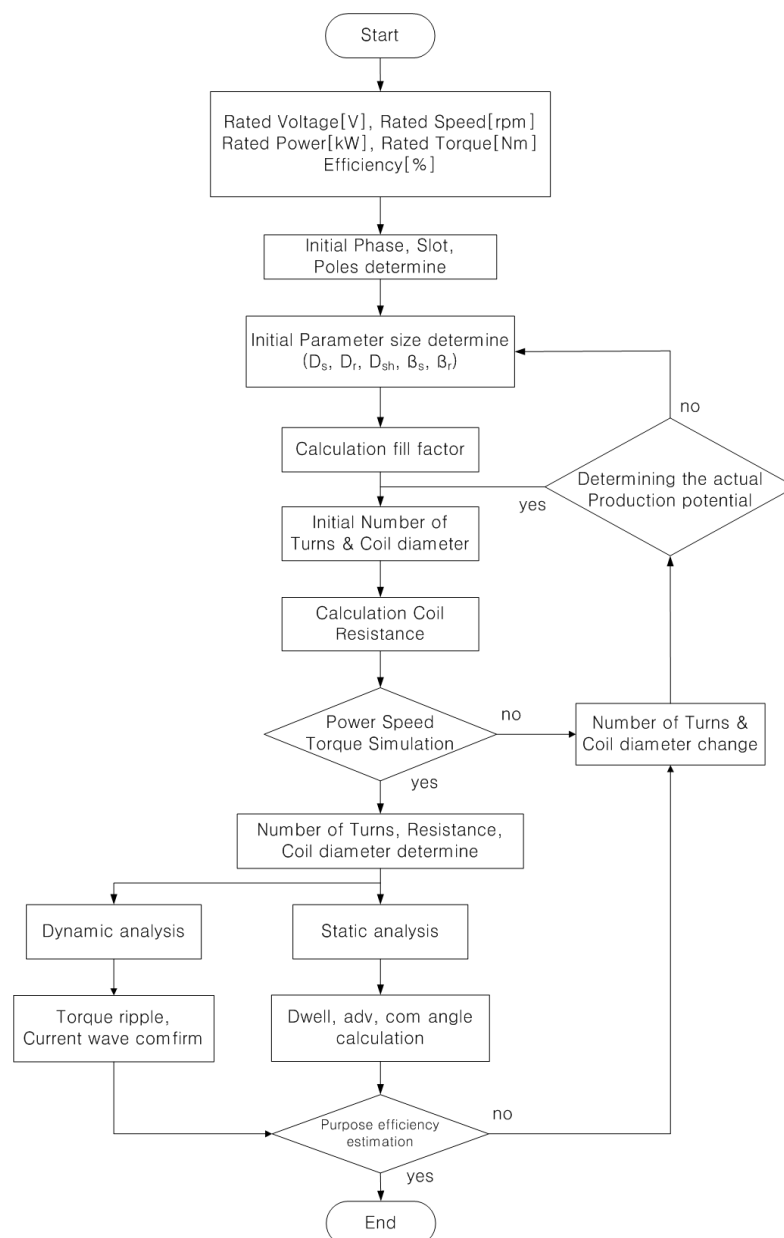 Start
Rated Voltage[V], Rated Speed[rpm]
Rated Power[kW], Rated Torque[Nm]
Efficiency[%]
Initial Phase, Slot,
Poles determine
Initial Parameter size determine
(Dₛ, Dᵣ, Dₛₕ, βₛ, βᵣ)
no
Calculation fill factor
Determining the actual
Production potential
yes
Initial Number of
Turns & Coil diameter
Calculation Coil
Resistance
Power Speed
Torque Simulation
no
Number of Turns &
Coil diameter change
yes
Number of Turns, Resistance,
Coil diameter determine
Dynamic analysis
Static analysis
Torque ripple,
Current wave comfirm
Dwell, adv, com angle
calculation
Purpose efficiency
estimation
no
yes
End